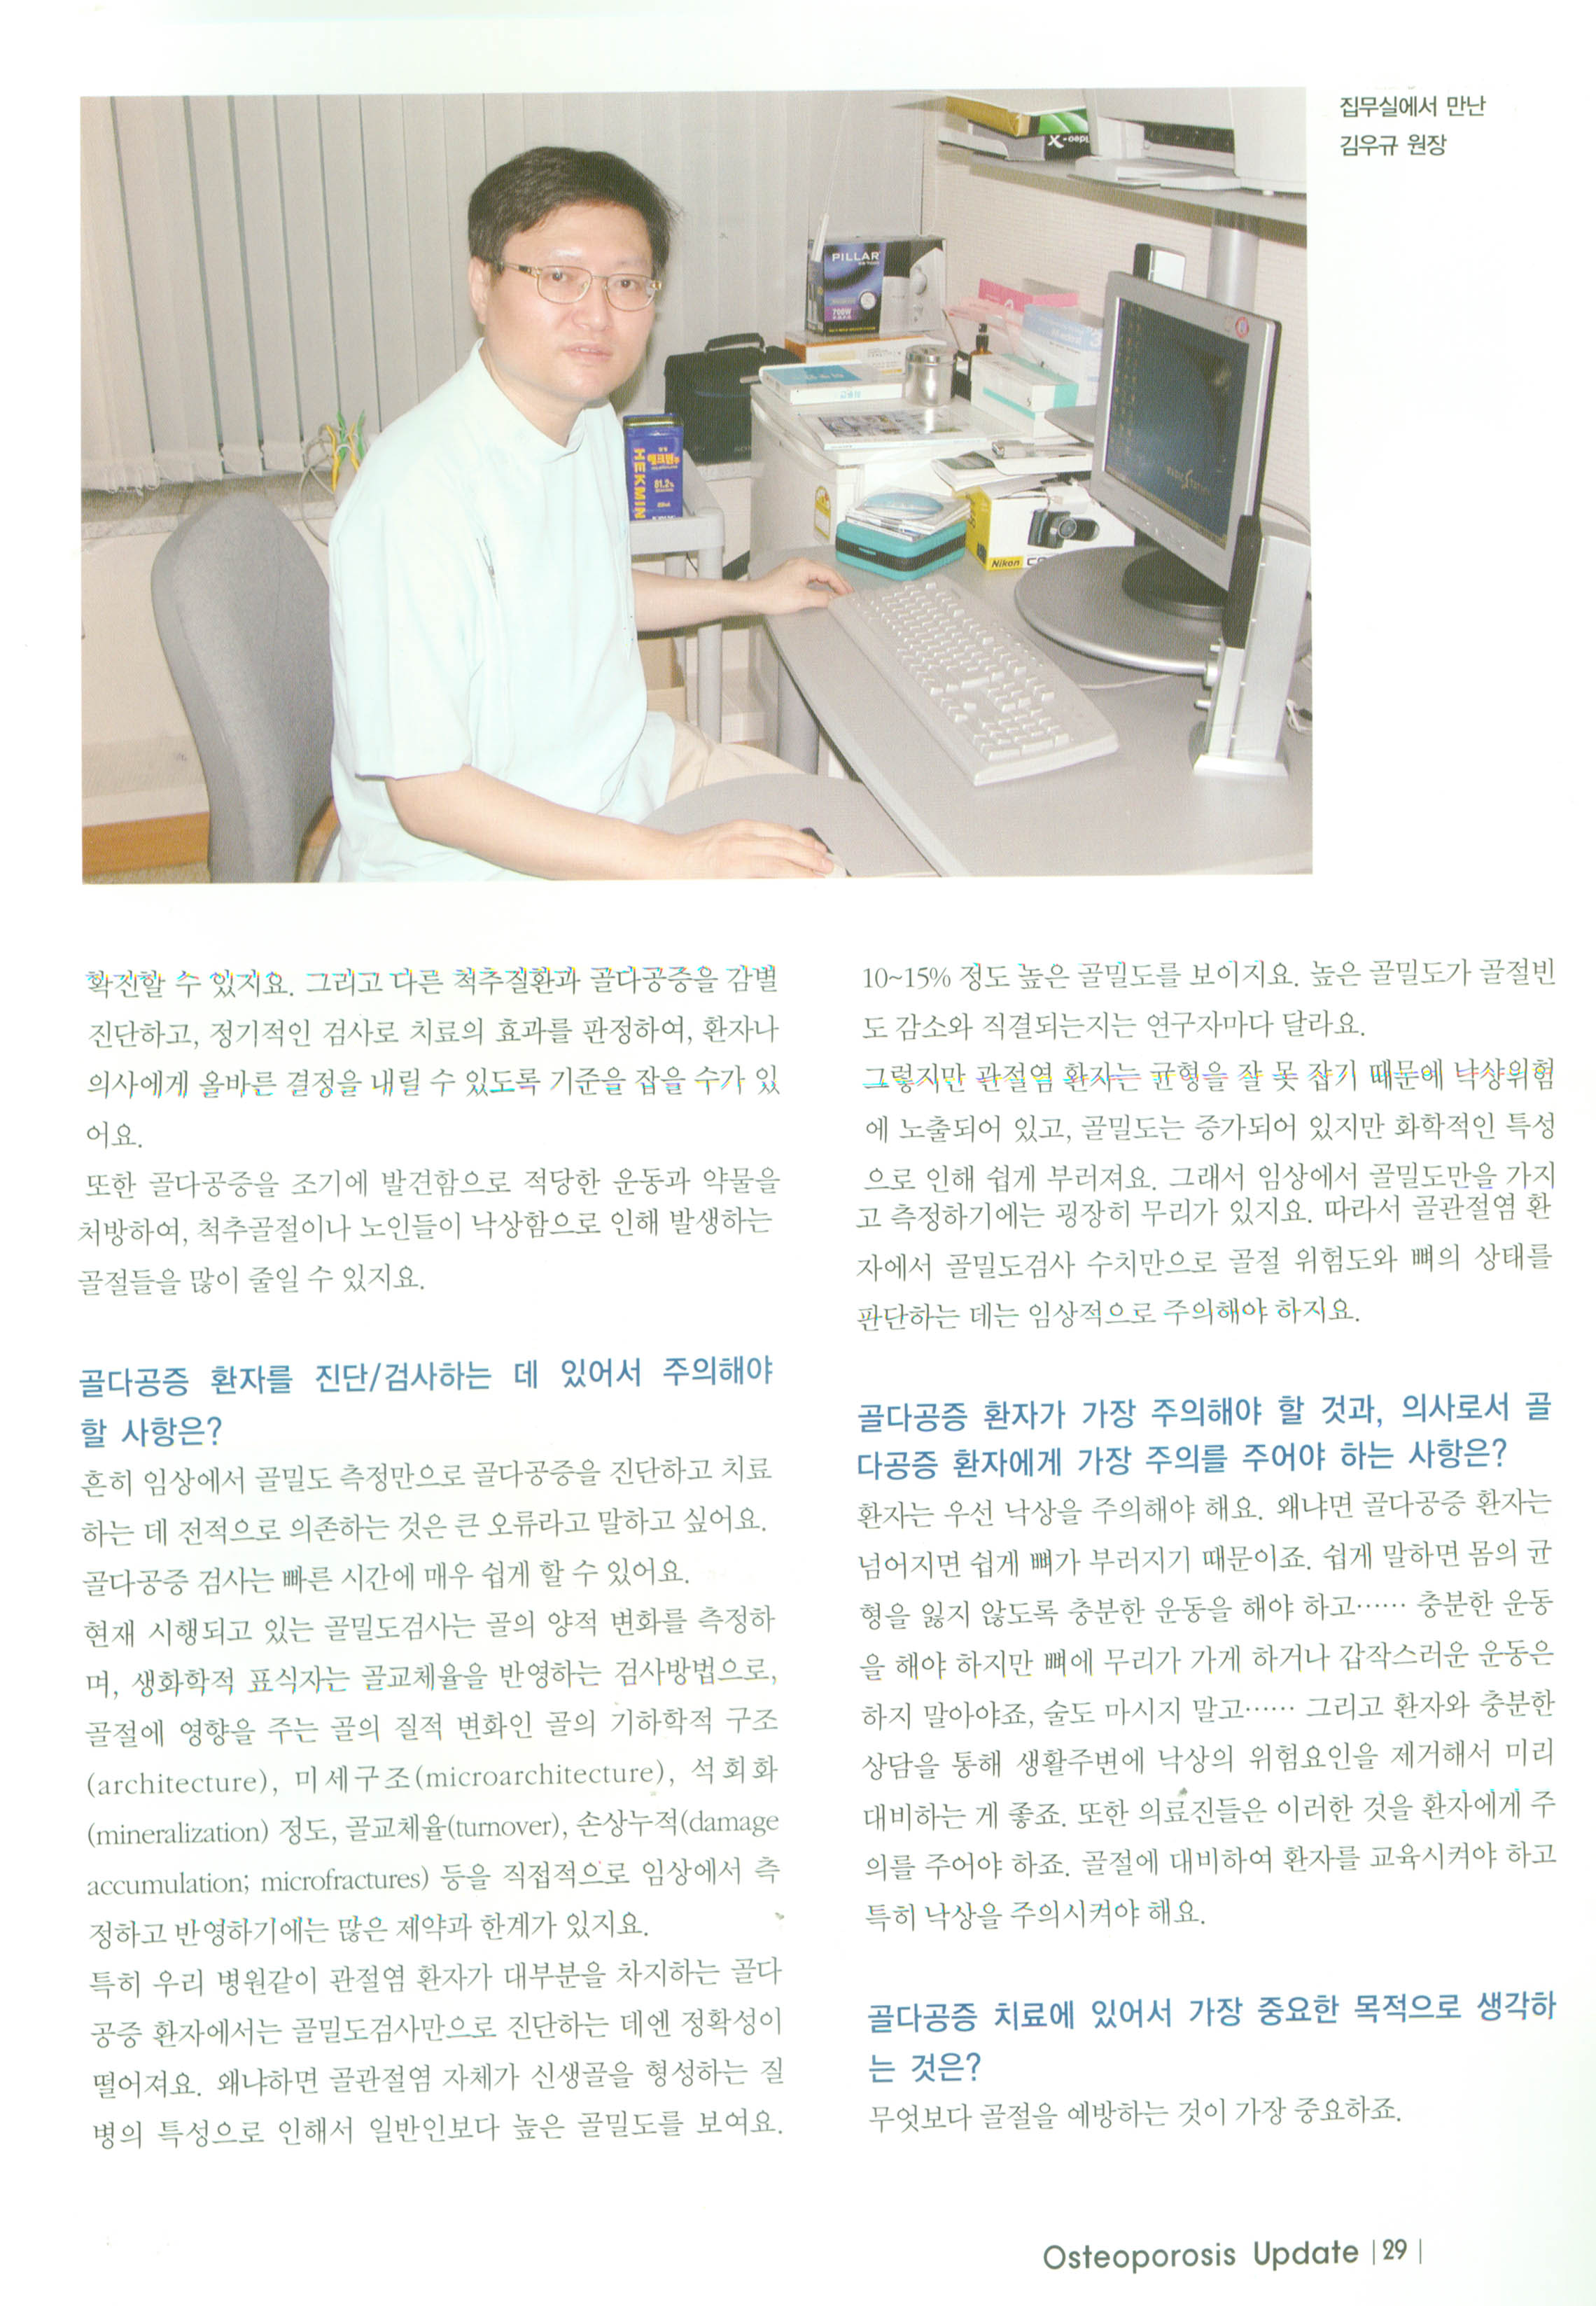 집무실에서 만난
김우규 원장
PILLAR
700W
HEKMIN
Nikon
확진할 수 있지요. 그리고 다른 척추질환과 골다공증을 감별
진단하고, 정기적인 검사로 치료의 효과를 판정하여, 환자나
의사에게 올바른 결정을 내릴 수 있도록 기준을 잡을 수가 있
어요.
또한 골다공증을 조기에 발견함으로 적당한 운동과 약물을
처방하여, 척추골절이나 노인들이 낙상함으로 인해 발생하는
골절들을 많이 줄일 수 있지요.
골다공증 환자를 진단/검사하는 데 있어서 주의해야
할 사항은?
흔히 임상에서 골밀도 측정만으로 골다공증을 진단하고 치료
하는 데 전적으로 의존하는 것은 큰 오류라고 말하고 싶어요.
골다공증 검사는 빠른 시간에 매우 쉽게 할 수 있어요.
현재 시행되고 있는 골밀도검사는 골의 양적 변화를 측정하
며, 생화학적 표식자는 골교체율을 반영하는 검사방법으로,
골절에 영향을 주는 골의 질적 변화인 골의 기하학적 구조
(architecture), 미세구조(microarchitecture), 석회화
(mineralization) 정도, 골교체율(turnover), 손상누적(damage
accumulation; microfractures) 등을 직접적으로 임상에서 측
정하고 반영하기에는 많은 제약과 한계가 있지요.
특히 우리 병원같이 관절염 환자가 대부분을 차지하는 골다
공증 환자에서는 골밀도검사만으로 진단하는 데엔 정확성이
떨어져요. 왜냐하면 골관절염 자체가 신생골을 형성하는 질
병의 특성으로 인해서 일반인보다 높은 골밀도를 보여요.
10~15% 정도 높은 골밀도를 보이지요. 높은 골밀도가 골절빈
도 감소와 직결되는지는 연구자마다 달라요.
그렇지만 관절염 환자는 균형을 잘 못 잡기 때문에 낙상위험
에 노출되어 있고, 골밀도는 증가되어 있지만 화학적인 특성
으로 인해 쉽게 부러져요. 그래서 임상에서 골밀도만을 가지
고 측정하기에는 굉장히 무리가 있지요. 따라서 골관절염 환
자에서 골밀도검사 수치만으로 골절 위험도와 뼈의 상태를
판단하는 데는 임상적으로 주의해야 하지요.
골다공증 환자가 가장 주의해야 할 것과, 의사로서 골
다공증 환자에게 가장 주의를 주어야 하는 사항은?
환자는 우선 낙상을 주의해야 해요. 왜냐면 골다공증 환자는
넘어지면 쉽게 뼈가 부러지기 때문이죠. 쉽게 말하면 몸의 균
형을 잃지 않도록 충분한 운동을 해야 하고…… 충분한 운동
을 해야 하지만 뼈에 무리가 가게 하거나 갑작스러운 운동은
하지 말아야죠, 술도 마시지 말고…… 그리고 환자와 충분한
상담을 통해 생활주변에 낙상의 위험요인을 제거해서 미리
대비하는 게 좋죠. 또한 의료진들은 이러한 것을 환자에게 주
의를 주어야 하죠. 골절에 대비하여 환자를 교육시켜야 하고
특히 낙상을 주의시켜야 해요.
골다공증 치료에 있어서 가장 중요한 목적으로 생각하
는 것은?
무엇보다 골절을 예방하는 것이 가장 중요하죠.
Osteoporosis Update |29|